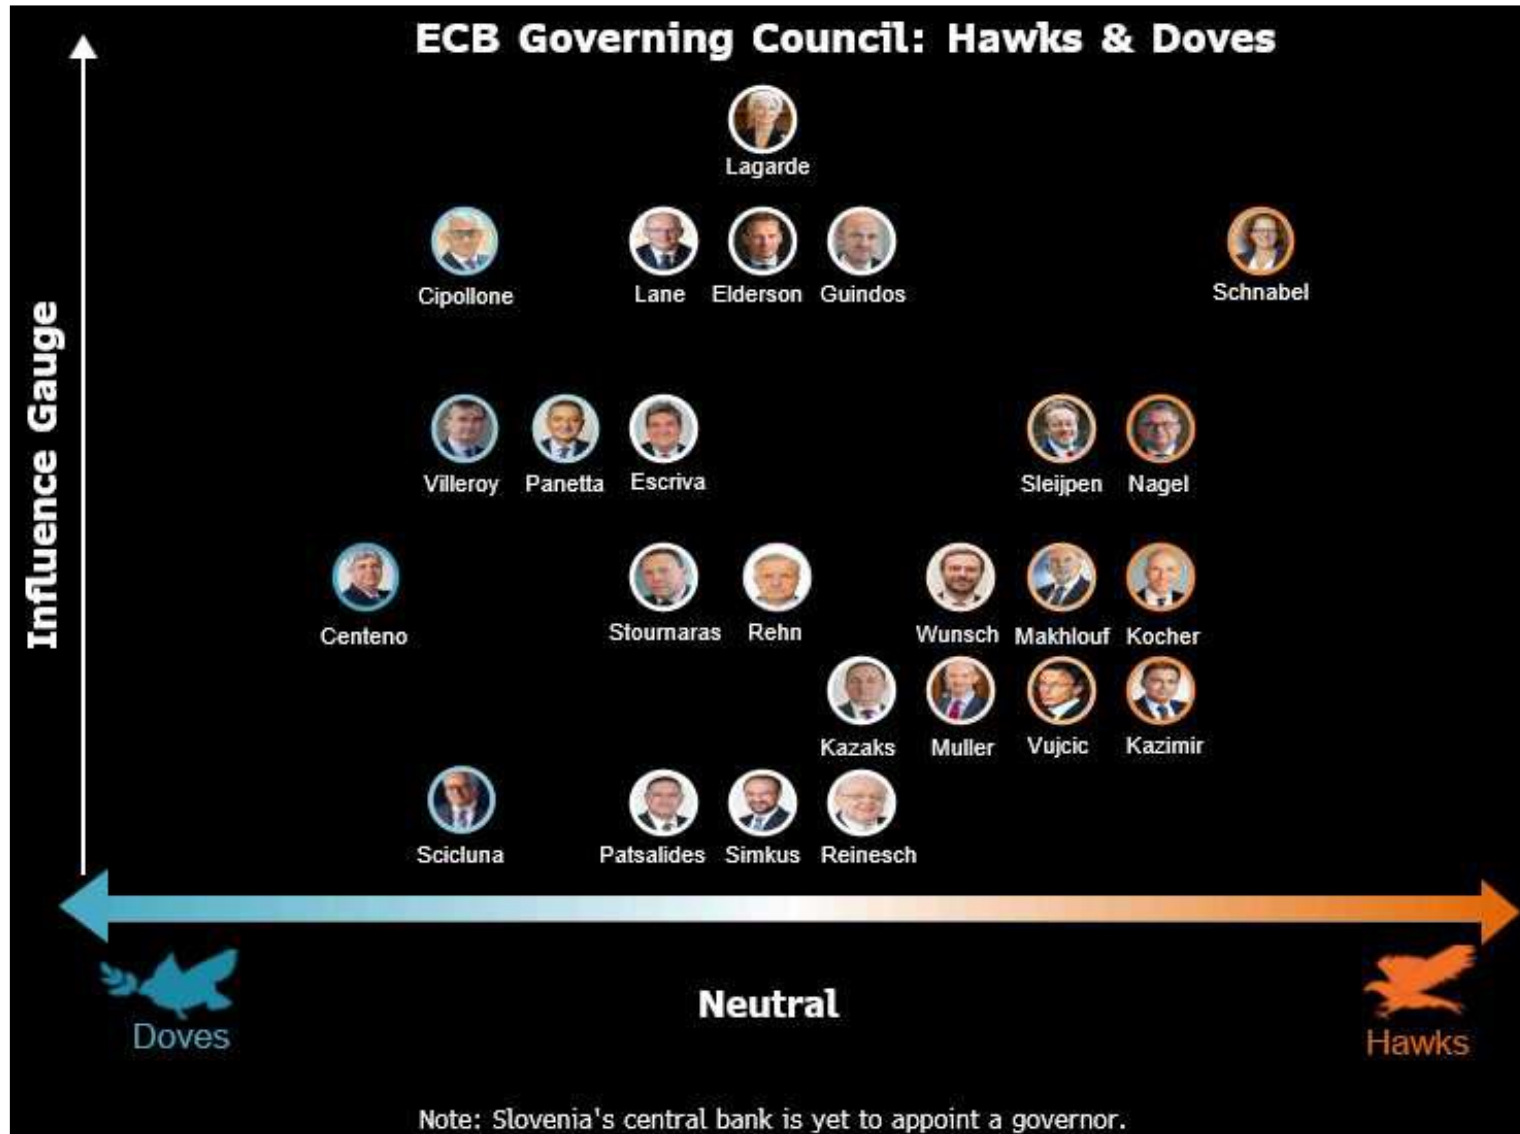 ECB Governing Council: Hawks & Doves
Influence Gauge
Lagarde
Cipollone Lane Elderson Guindos Schnabel
Villeroy Panetta Escriva Sleijpen Nagel
Centeno Stournaras Rehn Wunsch Makhlouf Kocher
Kazaks Muller Vujcic Kazimir
Scicluna Patsalides Simkus Reinesch
Neutral
Doves Hawks
Note: Slovenia's central bank is yet to appoint a governor.